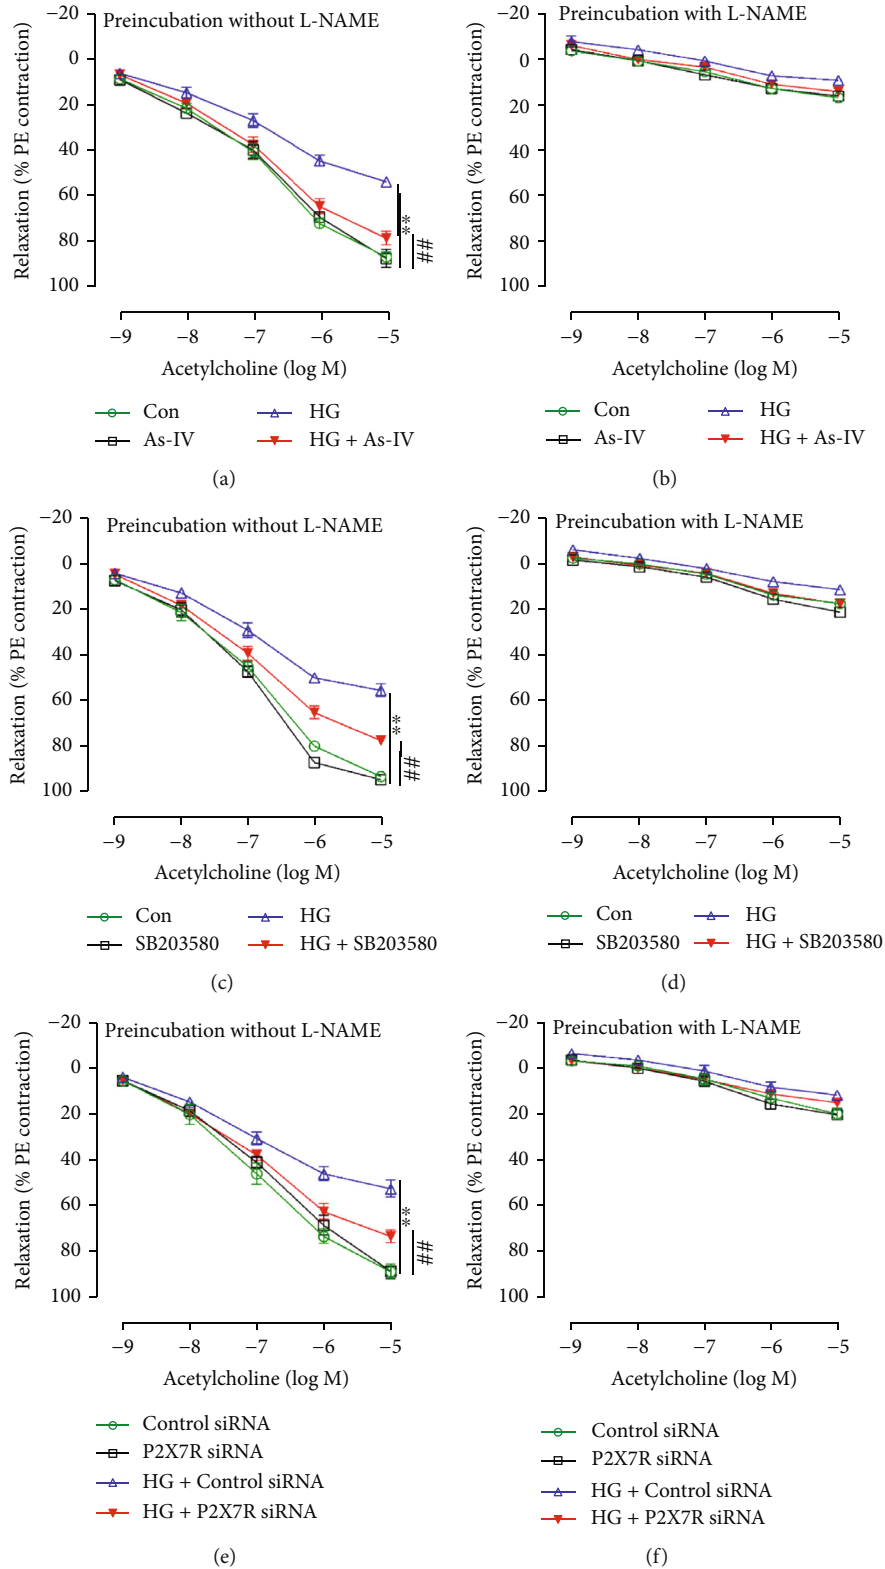 Preincubation without L-NAME
Relaxation (% PE contraction)
−20
0
20
40
60
80
100
**
##
−9 −8 −7 −6 −5
Acetylcholine (log M)
Con HG
As-IV HG + As-IV
(a)
Preincubation with L-NAME
Relaxation (% PE contraction)
−20
0
20
40
60
80
100
−9 −8 −7 −6 −5
Acetylcholine (log M)
Con HG
As-IV HG + As-IV
(b)
Preincubation without L-NAME
Relaxation (% PE contraction)
−20
0
20
40
60
80
100
**
##
−9 −8 −7 −6 −5
Acetylcholine (log M)
Con HG
SB203580 HG + SB203580
(c)
Preincubation with L-NAME
Relaxation (% PE contraction)
−20
0
20
40
60
80
100
−9 −8 −7 −6 −5
Acetylcholine (log M)
Con HG
SB203580 HG + SB203580
(d)
Preincubation without L-NAME
Relaxation (% PE contraction)
−20
0
20
40
60
80
100
**
##
−9 −8 −7 −6 −5
Acetylcholine (log M)
Control siRNA
P2X7R siRNA
HG + Control siRNA
HG + P2X7R siRNA
(e)
Preincubation with L-NAME
Relaxation (% PE contraction)
−20
0
20
40
60
80
100
−9 −8 −7 −6 −5
Acetylcholine (log M)
Control siRNA
P2X7R siRNA
HG + Control siRNA
HG + P2X7R siRNA
(f)